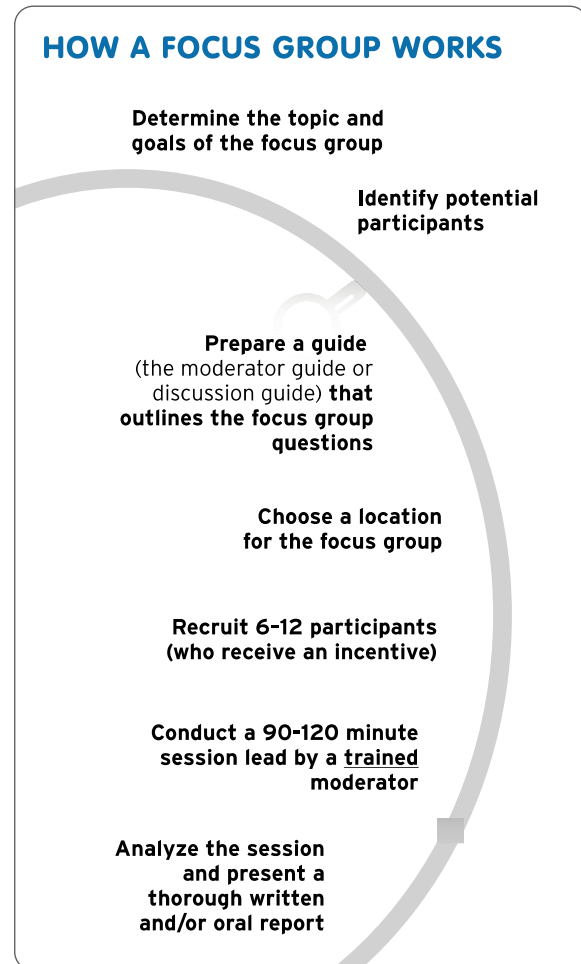 HOW A FOCUS GROUP WORKS
Determine the topic and
goals of the focus group
Identify potential
participants
Prepare a guide
(the moderator guide or
discussion guide) that
outlines the focus group
questions
Choose a location
for the focus group
Recruit 6-12 participants
(who receive an incentive)
Conduct a 90-120 minute
session lead by a trained
moderator
Analyze the session
and present a
thorough written
and/or oral report